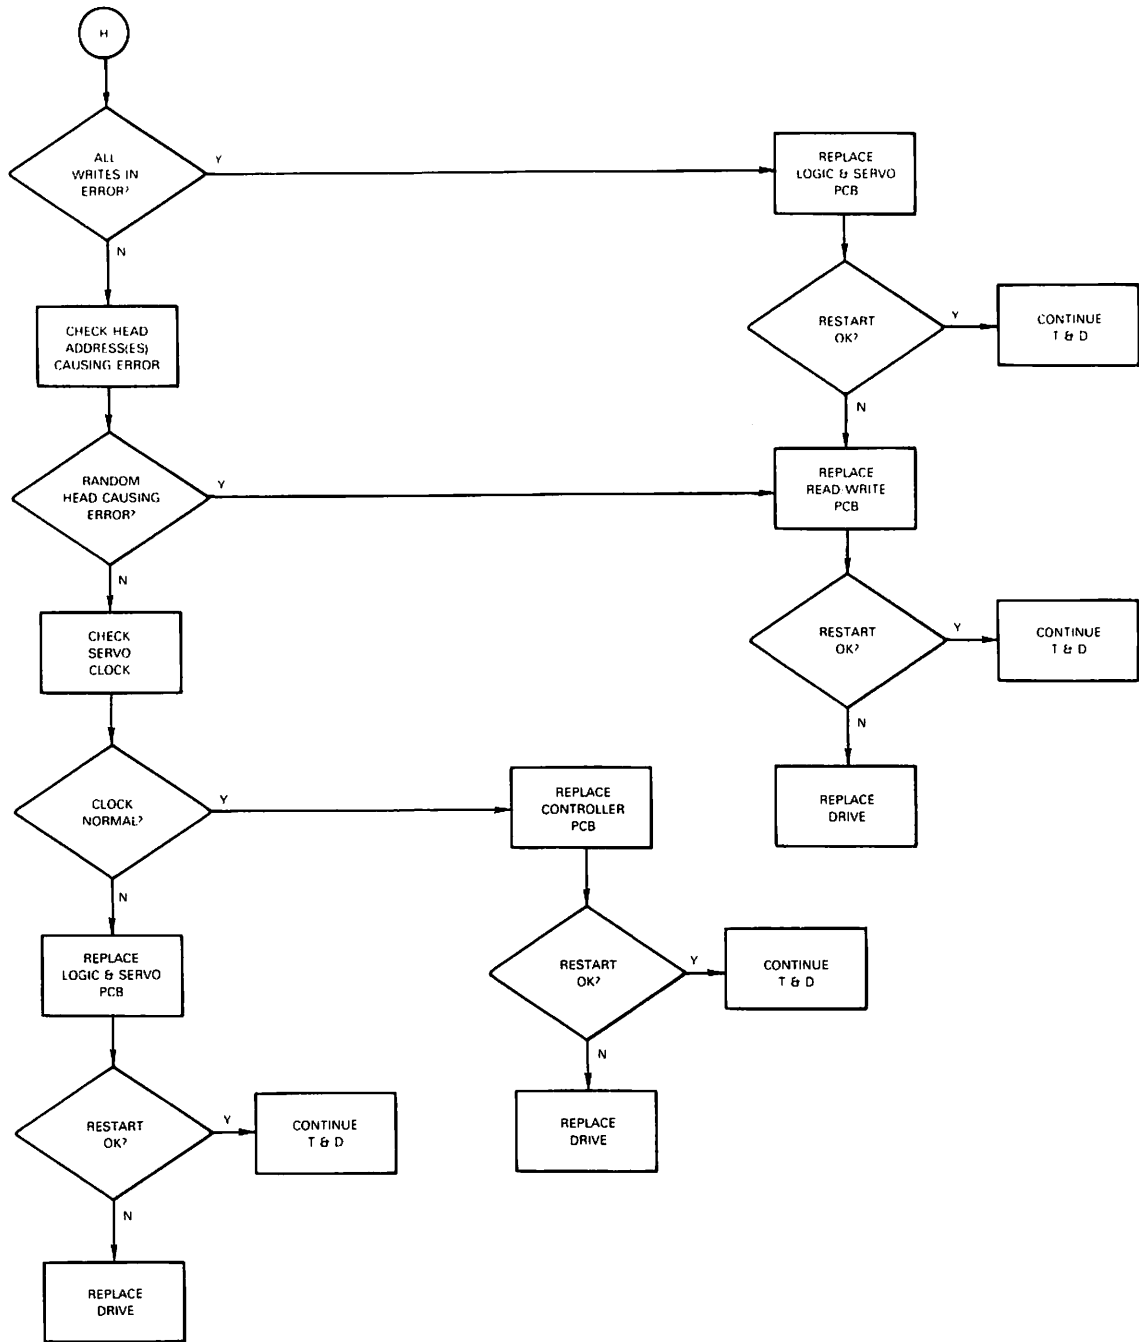 H
ALL
WRITES IN
ERROR?
Y
REPLACE
LOGIC & SERVO
PCB
N
RESTART
OK?
Y
CONTINUE
T & D
CHECK HEAD
ADDRESS(ES)
CAUSING ERROR
N
RANDOM
HEAD CAUSING
ERROR?
Y
REPLACE
READ WRITE
PCB
N
CHECK
SERVO
CLOCK
RESTART
OK?
Y
CONTINUE
T & D
N
CLOCK
NORMAL?
Y
REPLACE
CONTROLLER
PCB
REPLACE
DRIVE
N
REPLACE
LOGIC & SERVO
PCB
RESTART
OK?
Y
CONTINUE
T & D
N
RESTART
OK?
Y
CONTINUE
T & D
REPLACE
DRIVE
N
REPLACE
DRIVE